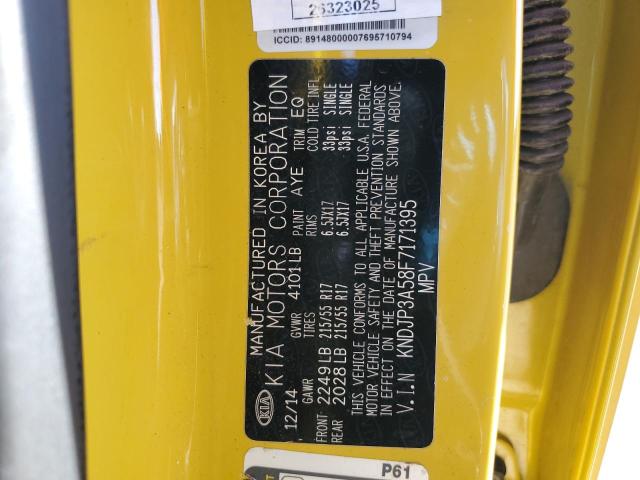 26323025
ICCID: 89148000007695710794
MANUFACTURED IN KOREA BY
KIA MOTORS CORPORATION
KIA
12/14 GVWR 4101LB PAINT AYE TRIM EQ
GAWR TIRES RIMS COLD TIRE INFL
FRONT 2249LB 215/55 R17 6.5JX17 33psi SINGLE
REAR 2028LB 215/55 R17 6.5JX17 33psi SINGLE
THIS VEHICLE CONFORMS TO ALL APPLICABLE U.S.A. FEDERAL
MOTOR VEHICLE SAFETY AND THEFT PREVENTION STANDARDS
IN EFFECT ON THE DATE OF MANUFACTURE SHOWN ABOVE.
V.I.N KNDJP3A58F7171395
MPV
P61